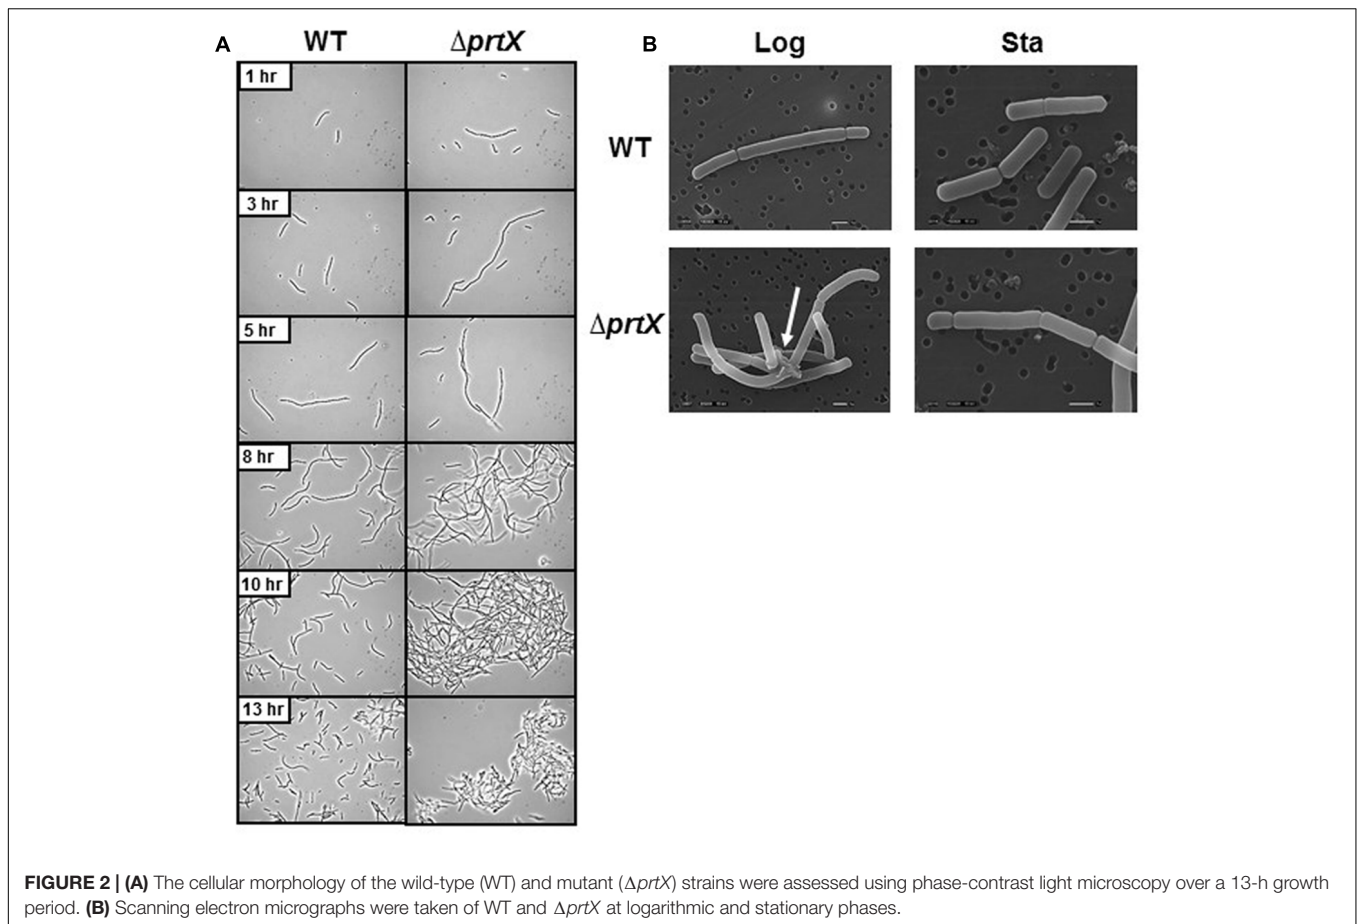 A WT ΔprtX
1 hr
3 hr
5 hr
8 hr
10 hr
13 hr
B Log Sta
WT
ΔprtX
FIGURE 2 | (A) The cellular morphology of the wild-type (WT) and mutant (ΔprtX) strains were assessed using phase-contrast light microscopy over a 13-h growth
period. (B) Scanning electron micrographs were taken of WT and ΔprtX at logarithmic and stationary phases.